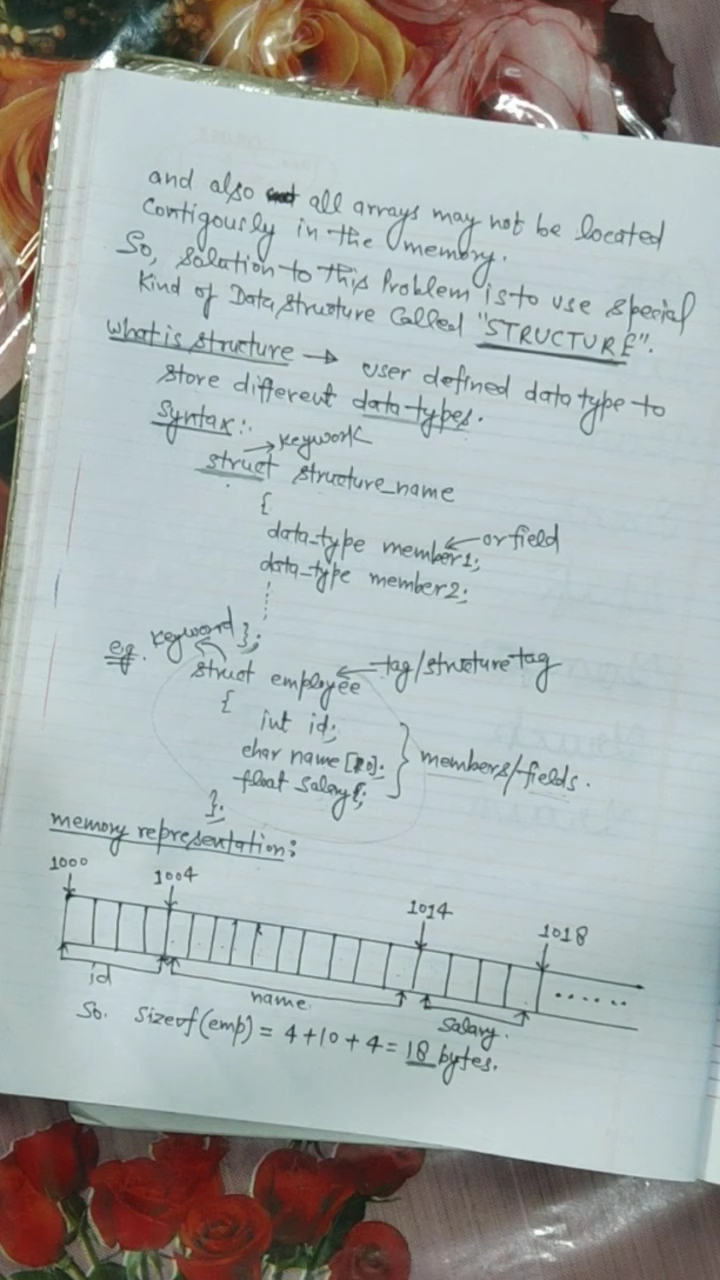 and also all arrays may not be located
contigously in the memory.
So, solution to this Problem is to use special
Kind of Data structure Called "STRUCTURE".
What is structure → user defined data type to
store different data-types.
Syntax:
→ keyword
struct structure_name
{
data-type member1; ← or field
data-type member2;
};
e.g. keyword
struct employee ← tag/structure tag
{
int id;
char name [10]; } members/fields.
float salary;
};
memory representation:
1000 1004 1014 1018
......
id name salary.
So. Sizeof(emp) = 4+10+4 = 18 bytes.